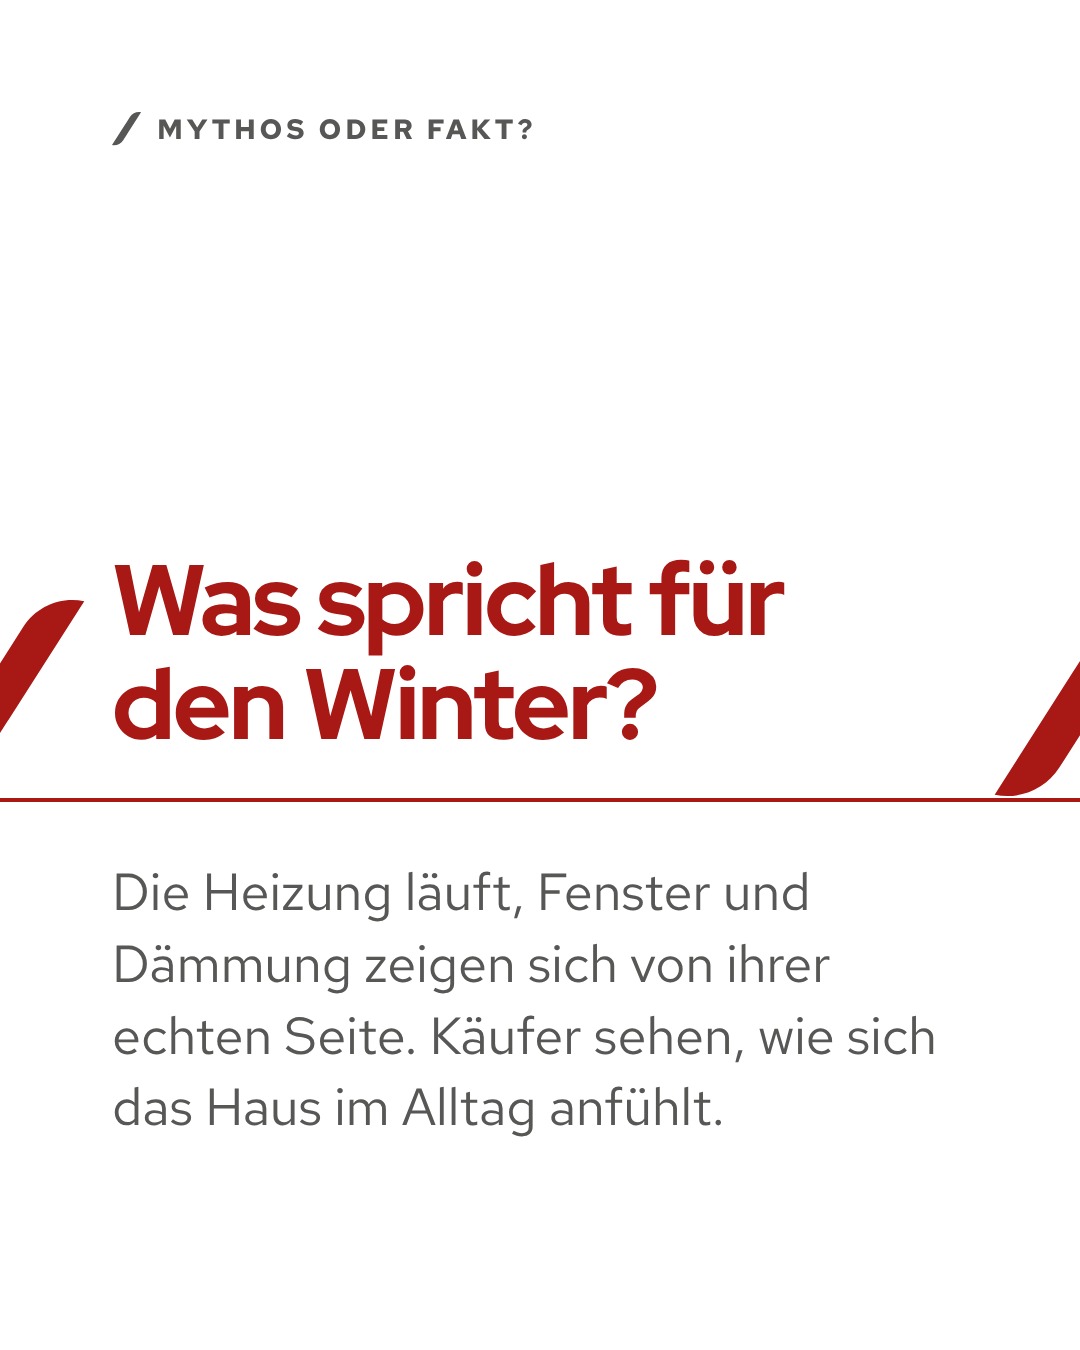 MYTHOS ODER FAKT?
Was spricht für
den Winter?
Die Heizung läuft, Fenster und
Dämmung zeigen sich von ihrer
echten Seite. Käufer sehen, wie sich
das Haus im Alltag anfühlt.